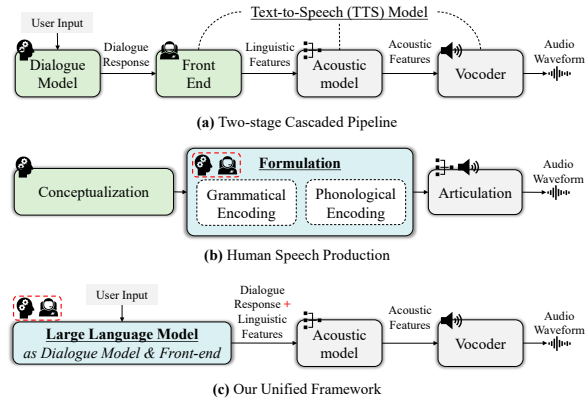 Text-to-Speech (TTS) Model
User Input
Dialogue
Model
Dialogue
Response
Front
End
Linguistic
Features
Acoustic
model
Acoustic
Features
Vocoder
Audio
Waveform
(a) Two-stage Cascaded Pipeline
Conceptualization
Formulation
Grammatical
Encoding
Phonological
Encoding
Articulation
Audio
Waveform
(b) Human Speech Production
User Input
Large Language Model
as Dialogue Model & Front-end
Dialogue
Response +
Linguistic
Features
Acoustic
model
Acoustic
Features
Vocoder
Audio
Waveform
(c) Our Unified Framework